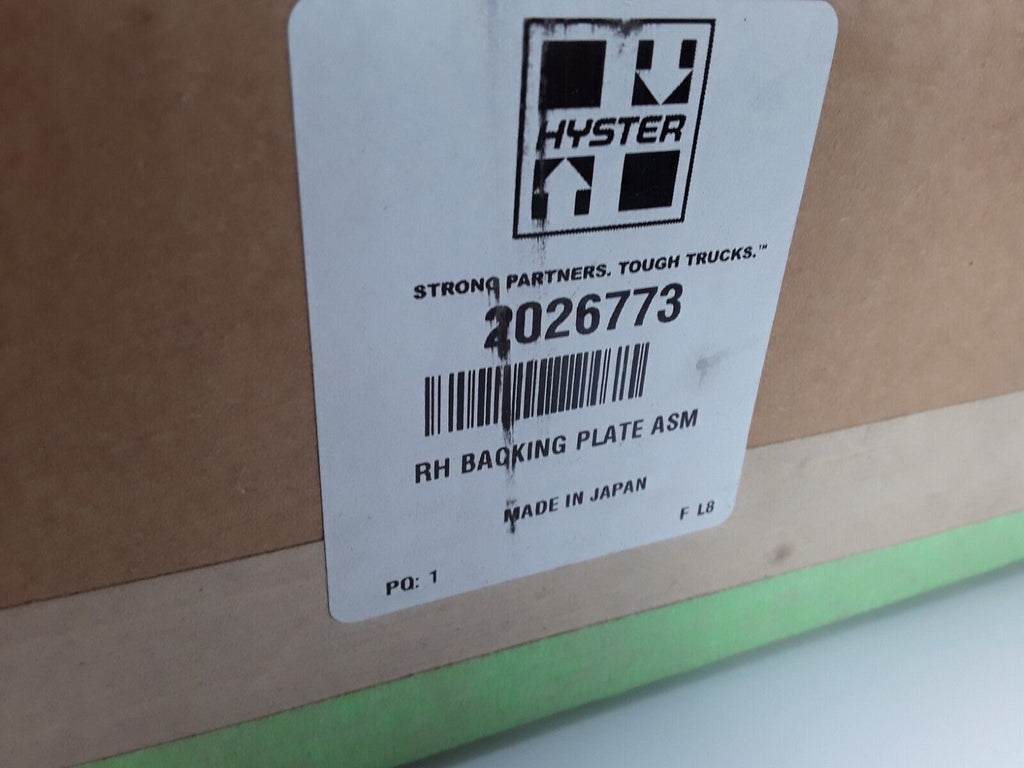 HYSTER
STRONG PARTNERS. TOUGH TRUCKS.™
2026773
RH BACKING PLATE ASM
MADE IN JAPAN
F L8
PQ: 1